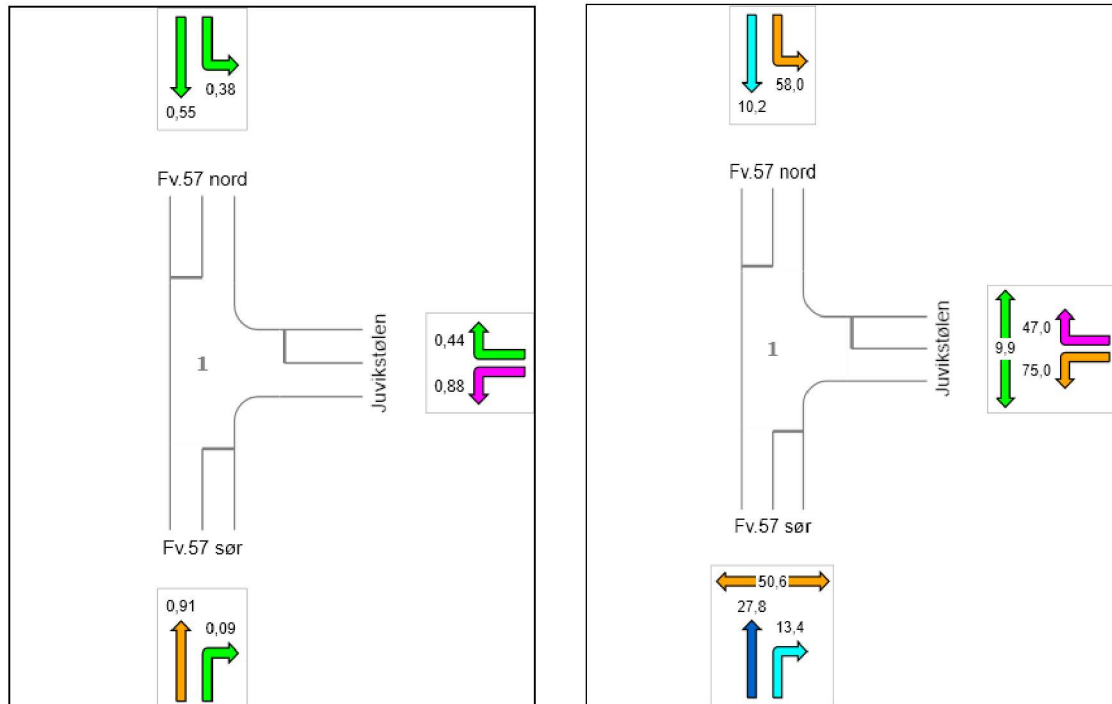 0,38
0,55
Fv.57 nord
0,44
1
0,88
Juvikstølen
Fv.57 sør
0,91
0,09
58,0
10,2
Fv.57 nord
47,0
1
9,9
75,0
Juvikstølen
Fv.57 sør
50,6
27,8
13,4